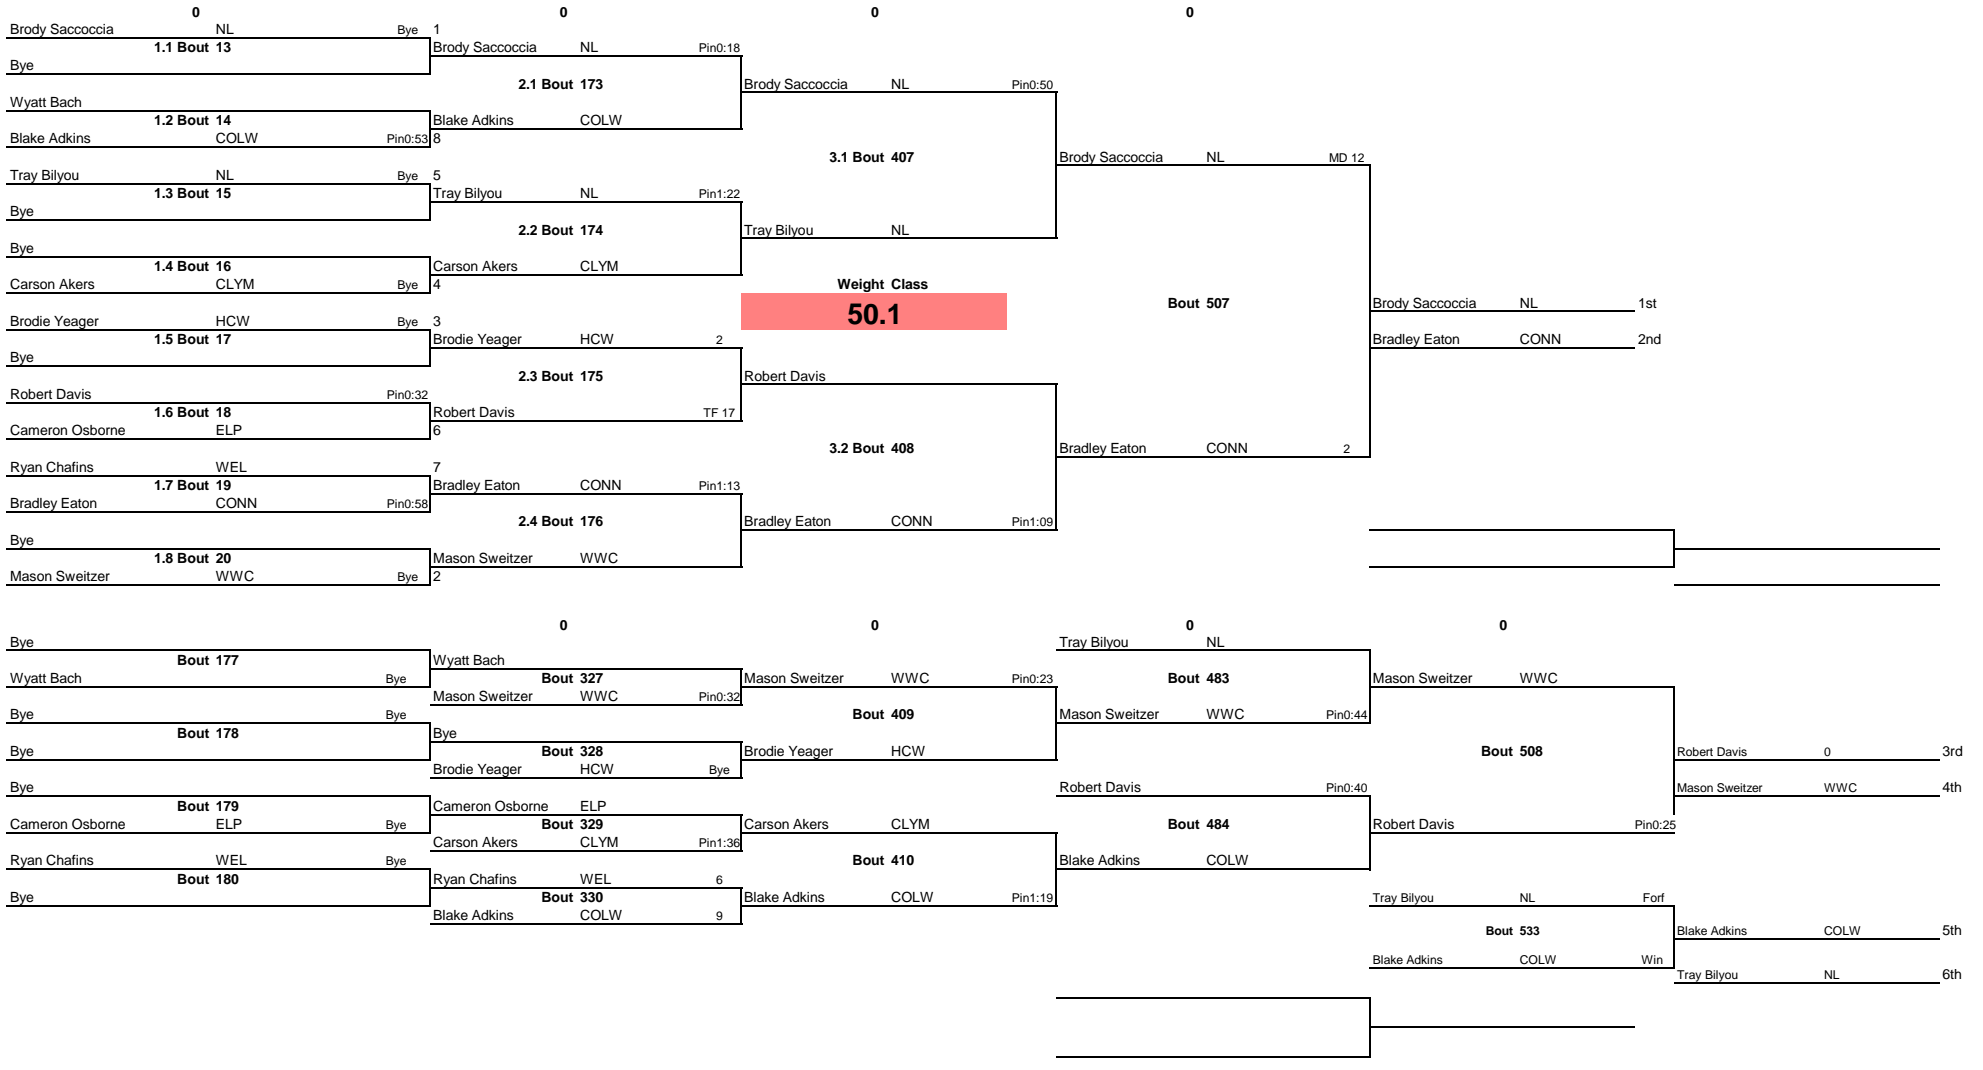 0 0 0 0
Brody Saccoccia NL Bye 1
1.1 Bout 13 Brody Saccoccia NL Pin0:18
Bye
2.1 Bout 173 Brody Saccoccia NL Pin0:50
Wyatt Bach
1.2 Bout 14 Blake Adkins COLW
Blake Adkins COLW Pin0:53 8
3.1 Bout 407 Brody Saccoccia NL MD 12
Tray Bilyou NL Bye 5
1.3 Bout 15 Tray Bilyou NL Pin1:22
Bye
2.2 Bout 174 Tray Bilyou NL
Bye
1.4 Bout 16 Carson Akers CLYM
Carson Akers CLYM Bye 4 Weight Class
Bout 507 Brody Saccoccia NL 1st
Brodie Yeager HCW Bye 3 50.1
1.5 Bout 17 Brodie Yeager HCW 2 Bradley Eaton CONN 2nd
Bye
2.3 Bout 175 Robert Davis
Robert Davis Pin0:32
1.6 Bout 18 Robert Davis TF 17
Cameron Osborne ELP 6
3.2 Bout 408 Bradley Eaton CONN 2
Ryan Chafins WEL 7
1.7 Bout 19 Bradley Eaton CONN Pin1:13
Bradley Eaton CONN Pin0:58
2.4 Bout 176 Bradley Eaton CONN Pin1:09
Bye
1.8 Bout 20 Mason Sweitzer WWC
Mason Sweitzer WWC Bye 2
0 0 0 0
Bye Tray Bilyou NL
Bout 177 Wyatt Bach
Wyatt Bach Bye Bout 327 Mason Sweitzer WWC Pin0:23 Bout 483 Mason Sweitzer WWC
Mason Sweitzer WWC Pin0:32
Bye Bye Bout 409 Mason Sweitzer WWC Pin0:44
Bout 178 Bye
Bye Bout 328 Brodie Yeager HCW Bout 508 Robert Davis 0 3rd
Brodie Yeager HCW Bye
Bye Robert Davis Pin0:40 Mason Sweitzer WWC 4th
Bout 179 Cameron Osborne ELP
Cameron Osborne ELP Bye Bout 329 Carson Akers CLYM Bout 484 Robert Davis Pin0:25
Carson Akers CLYM Pin1:36
Ryan Chafins WEL Bye Bout 410 Blake Adkins COLW
Bout 180 Ryan Chafins WEL 6
Bye Bout 330 Blake Adkins COLW Pin1:19 Tray Bilyou NL Forf
Blake Adkins COLW 9
Bout 533 Blake Adkins COLW 5th
Blake Adkins COLW Win
Tray Bilyou NL 6th